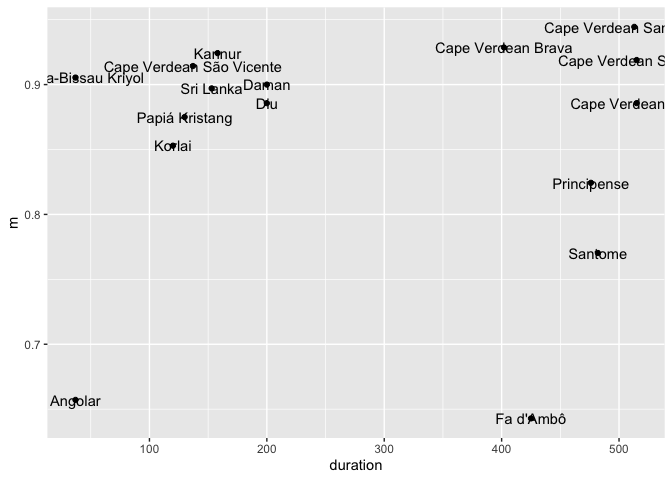 Cape Verdean San
Cape Verdean Brava
Kannur
Cape Verdean S
Cape Verdean São Vicente
a-Bissau Kriyol
0.9
Daman
Sri Lanka
Diu
Cape Verdean
Papiá Kristang
Korlai
Principense
0.8
Santome
m
0.7
Angolar
Fa d'Ambô
100
200
300
400
500
duration